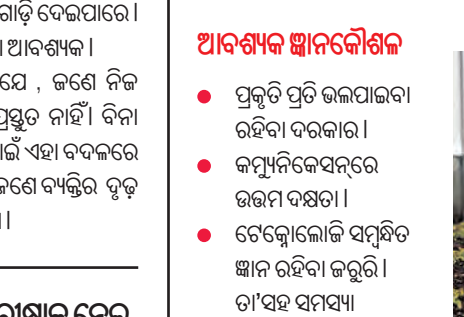 ଗୋଡ଼ି ଦେଇପାରେ ।
ଆବଶ୍ୟକ ।
ଯେ , ଜଣେ ନିଜ
ପ୍ରସ୍ତୁତ ନାହିଁ। ବିନା
ଏହା ବଦଳରେ
ଜଣେ ବ୍ୟକ୍ତିର ଦୃଢ଼
ଆବଶ୍ୟକ ଜ୍ଞାନକୌଶଳ
ପ୍ରକୃତି ପ୍ରତି ଭଲପାଇବା
ରହିବା ଦରକାର ।
କମ୍ୟୁନିକେସନ୍‌ରେ
ଉତ୍ତମ ଦକ୍ଷତା ।
ଟେକ୍ନୋଲୋଜି ସମ୍ବନ୍ଧିତ
ଜ୍ଞାନ ରହିବା ଜରୁରି ।
ତା'ସହ ସମସ୍ୟା